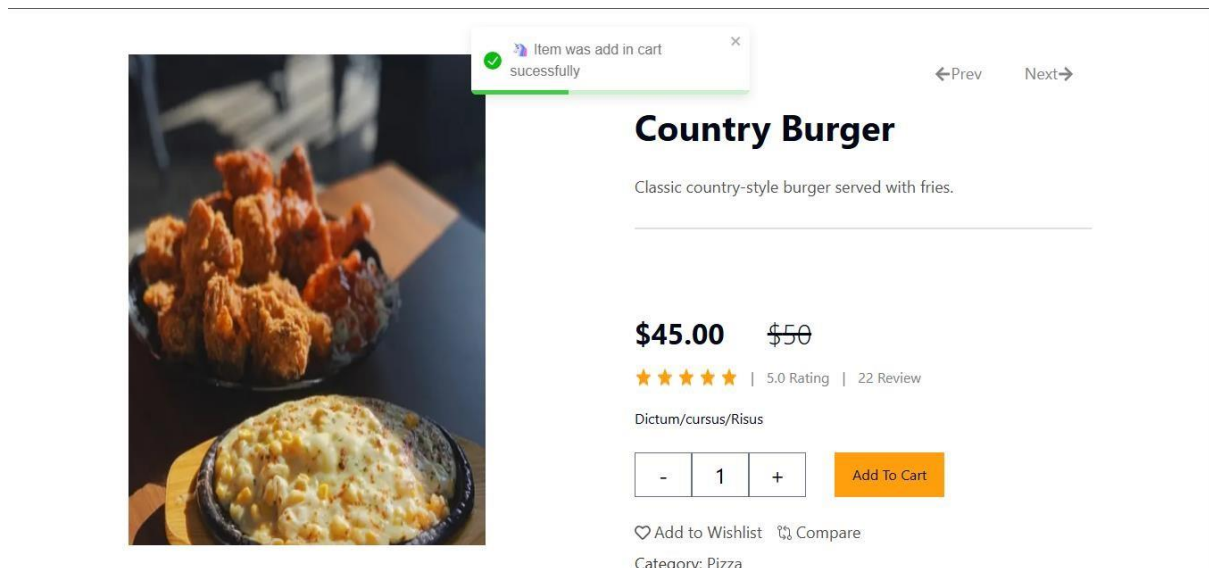 Item was add in cart
sucessfully
Prev Next
Country Burger
Classic country-style burger served with fries.
$45.00 $50
| 5.0 Rating | 22 Review
Dictum/cursus/Risus
- 1 + Add To Cart
Add to Wishlist Compare
Category: Pizza